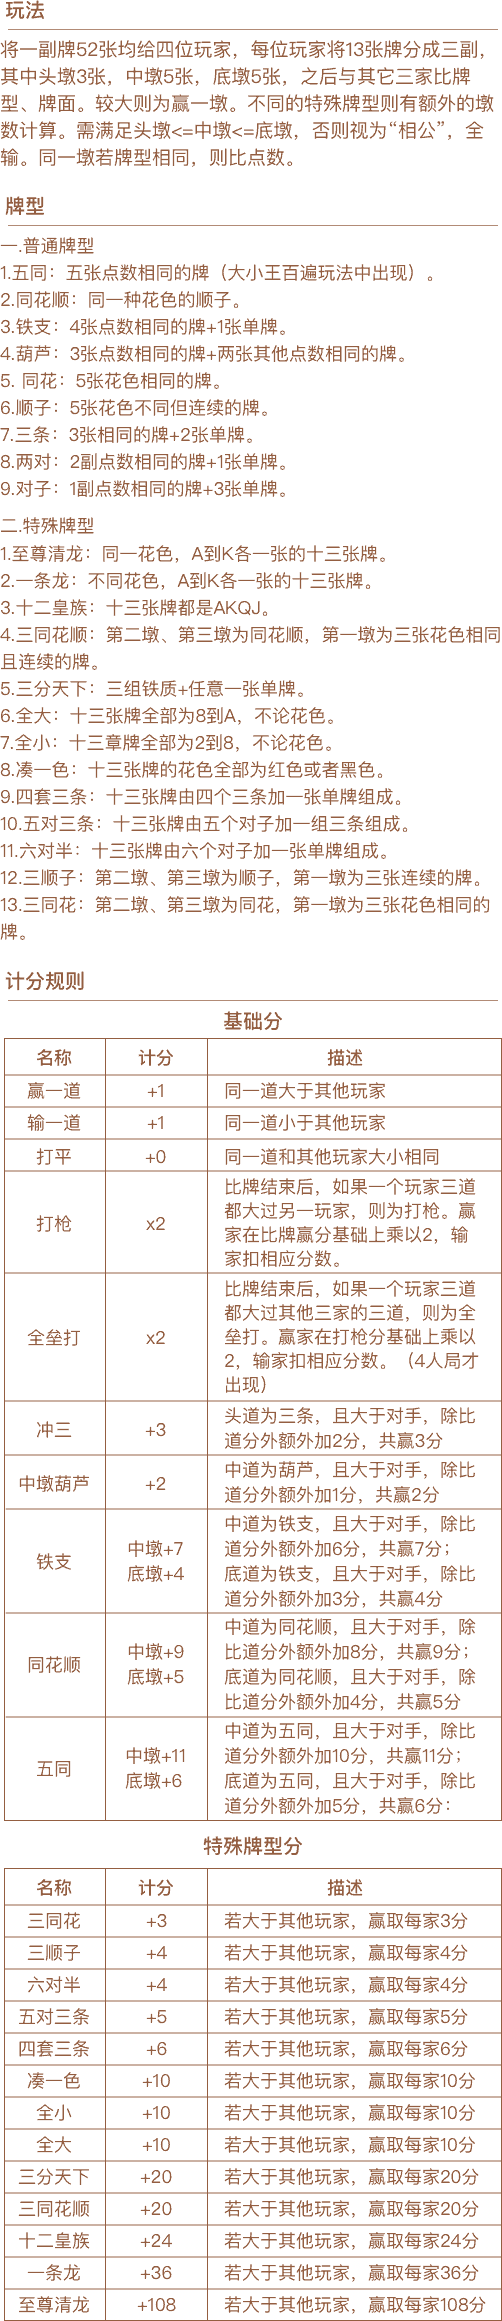 玩法
将一副牌52张均给四位玩家，每位玩家将13张牌分成三副，
其中头墩3张，中墩5张，底墩5张，之后与其它三家比牌
型、牌面。较大则为赢一墩。不同的特殊牌型则有额外的墩
数计算。需满足头墩<=中墩<=底墩，否则视为“相公”，全
输。同一墩若牌型相同，则比点数。
牌型
一.普通牌型
1.五同：五张点数相同的牌（大小王百遍玩法中出现）。
2.同花顺：同一种花色的顺子。
3.铁支：4张点数相同的牌+1张单牌。
4.葫芦：3张点数相同的牌+两张其他点数相同的牌。
5. 同花：5张花色相同的牌。
6.顺子：5张花色不同但连续的牌。
7.三条：3张相同的牌+2张单牌。
8.两对：2副点数相同的牌+1张单牌。
9.对子：1副点数相同的牌+3张单牌。
二.特殊牌型
1.至尊清龙：同一花色，A到K各一张的十三张牌。
2.一条龙：不同花色，A到K各一张的十三张牌。
3.十二皇族：十三张牌都是AKQJ。
4.三同花顺：第二墩、第三墩为同花顺，第一墩为三张花色相同
且连续的牌。
5.三分天下：三组铁质+任意一张单牌。
6.全大：十三张牌全部为8到A，不论花色。
7.全小：十三章牌全部为2到8，不论花色。
8.凑一色：十三张牌的花色全部为红色或者黑色。
9.四套三条：十三张牌由四个三条加一张单牌组成。
10.五对三条：十三张牌由五个对子加一组三条组成。
11.六对半：十三张牌由六个对子加一张单牌组成。
12.三顺子：第二墩、第三墩为顺子，第一墩为三张连续的牌。
13.三同花：第二墩、第三墩为同花，第一墩为三张花色相同的
牌。
计分规则
基础分
名称 计分 描述
赢一道 +1 同一道大于其他玩家
输一道 +1 同一道小于其他玩家
打平 +0 同一道和其他玩家大小相同
打枪 x2 比牌结束后，如果一个玩家三道
都大过另一玩家，则为打枪。赢
家在比牌赢分基础上乘以2，输
家扣相应分数。
全垒打 x2 比牌结束后，如果一个玩家三道
都大过其他三家的三道，则为全
垒打。赢家在打枪分基础上乘以
2，输家扣相应分数。（4人局才
出现）
冲三 +3 头道为三条，且大于对手，除比
道分外额外加2分，共赢3分
中墩葫芦 +2 中道为葫芦，且大于对手，除比
道分外额外加1分，共赢2分
铁支 中墩+7 底墩+4 中道为铁支，且大于对手，除比
道分外额外加6分，共赢7分；
底道为铁支，且大于对手，除比
道分外额外加3分，共赢4分
同花顺 中墩+9 底墩+5 中道为同花顺，且大于对手，除
比道分外额外加8分，共赢9分；
底道为同花顺，且大于对手，除
比道分外额外加4分，共赢5分
五同 中墩+11 底墩+6 中道为五同，且大于对手，除比
道分外额外加10分，共赢11分；
底道为五同，且大于对手，除比
道分外额外加5分，共赢6分：
特殊牌型分
名称 计分 描述
三同花 +3 若大于其他玩家，赢取每家3分
三顺子 +4 若大于其他玩家，赢取每家4分
六对半 +4 若大于其他玩家，赢取每家4分
五对三条 +5 若大于其他玩家，赢取每家5分
四套三条 +6 若大于其他玩家，赢取每家6分
凑一色 +10 若大于其他玩家，赢取每家10分
全小 +10 若大于其他玩家，赢取每家10分
全大 +10 若大于其他玩家，赢取每家10分
三分天下 +20 若大于其他玩家，赢取每家20分
三同花顺 +20 若大于其他玩家，赢取每家20分
十二皇族 +24 若大于其他玩家，赢取每家24分
一条龙 +36 若大于其他玩家，赢取每家36分
至尊清龙 +108 若大于其他玩家，赢取每家108分